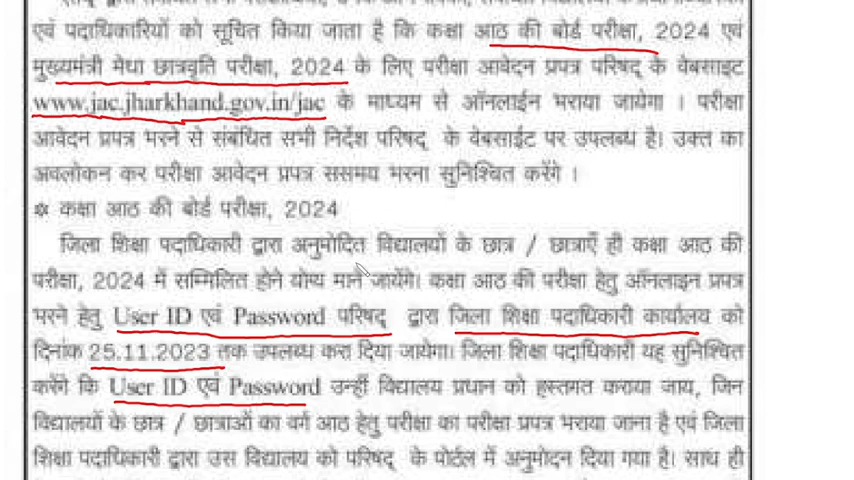 एवं पदाधिकारियों को सूचित किया जाता है कि कक्षा आठ की बोर्ड परीक्षा, 2024 एवं
मुख्यमंत्री मेधा छात्रवृति परीक्षा, 2024 के लिए परीक्षा आवेदन प्रपत्र परिषद् के वेबसाइट
www.jac.jharkhand.gov.in/jac के माध्यम से ऑनलाईन भराया जायेगा । परीक्षा
आवेदन प्रपत्र भरने से संबंधित सभी निर्देश परिषद् के वेबसाईट पर उपलब्ध है। उक्त का
अवलोकन कर परीक्षा आवेदन प्रपत्र ससमय भरना सुनिश्चित करेंगे ।
✡ कक्षा आठ की बोर्ड परीक्षा, 2024
जिला शिक्षा पदाधिकारी द्वारा अनुमोदित विद्यालयों के छात्र / छात्राएँ ही कक्षा आठ की
परीक्षा, 2024 में सम्मिलित होने योग्य माने जायेंगे। कक्षा आठ की परीक्षा हेतु ऑनलाइन प्रपत्र
भरने हेतु User ID एवं Password परिषद् द्वारा जिला शिक्षा पदाधिकारी कार्यालय को
दिनांक 25.11.2023 तक उपलब्ध करा दिया जायेगा। जिला शिक्षा पदाधिकारी यह सुनिश्चित
करेंगे कि User ID एवं Password उन्हीं विद्यालय प्रधान को हस्तगत कराया जाय, जिन
विद्यालयों के छात्र / छात्राओं का वर्ग आठ हेतु परीक्षा का परीक्षा प्रपत्र भराया जाना है एवं जिला
शिक्षा पदाधिकारी द्वारा उस विद्यालय को परिषद् के पोर्टल में अनुमोदन दिया गया है। साथ ही